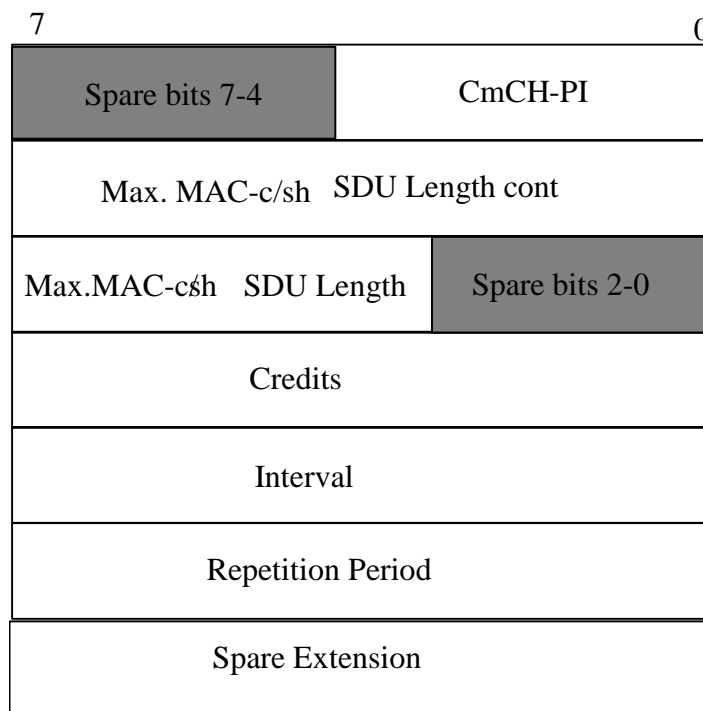 7 0
Spare bits 7-4 CmCH-PI
Max. MAC-c/sh SDU Length cont
Max.MAC-c/sh SDU Length Spare bits 2-0
Credits
Interval
Repetition Period
Spare Extension